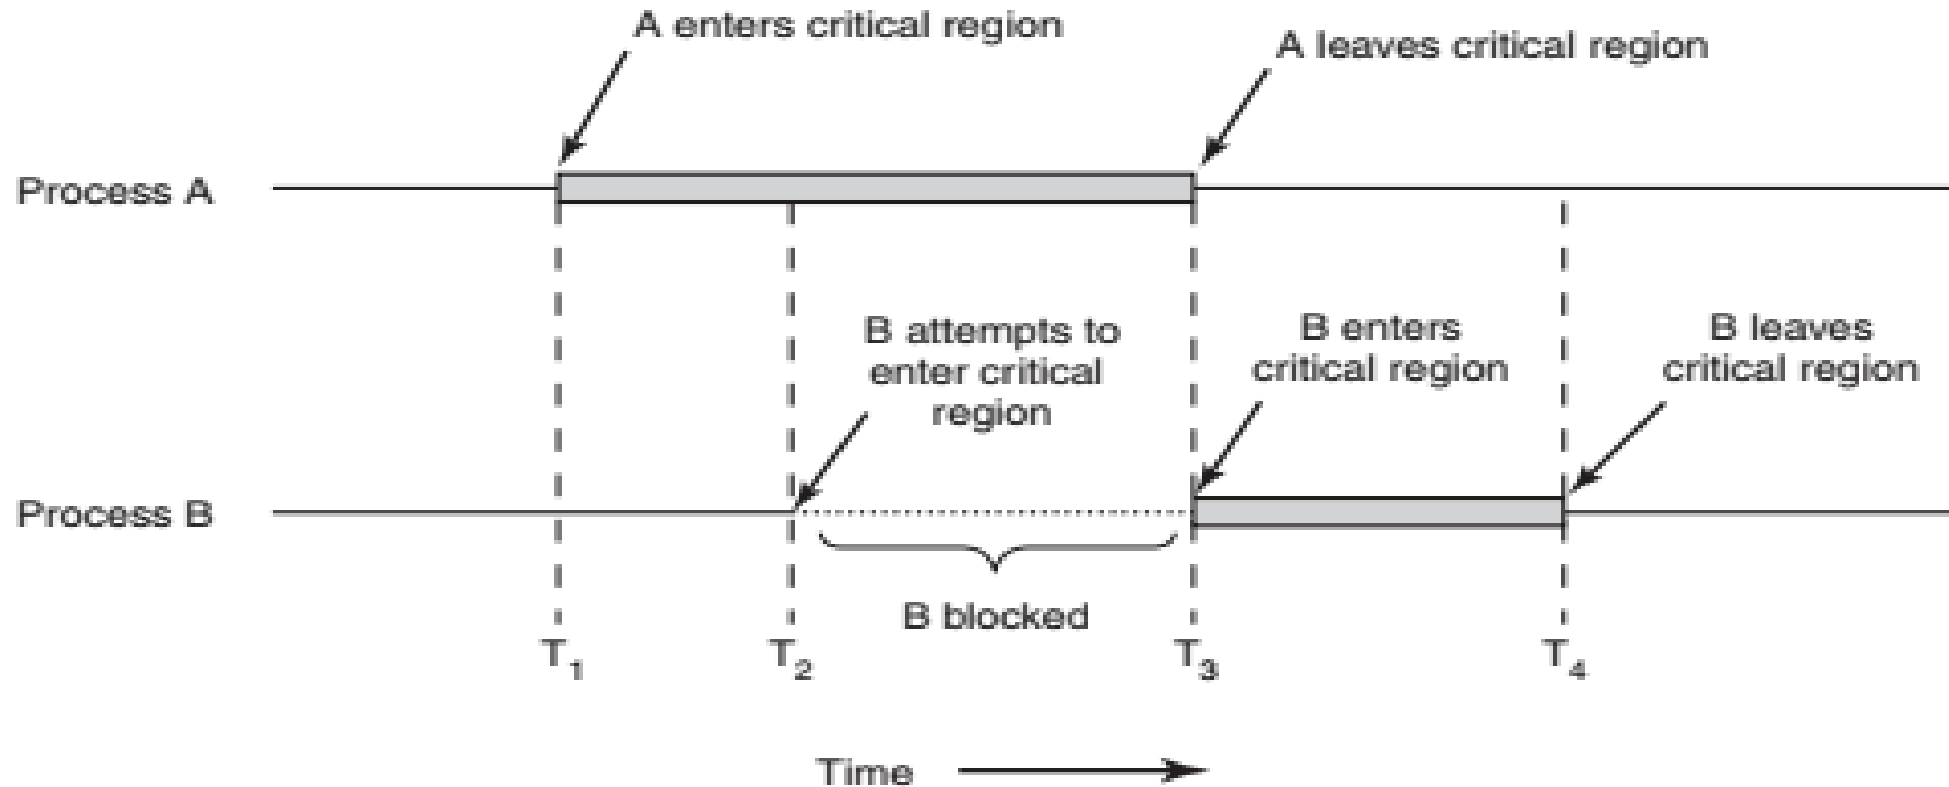 A enters critical region
A leaves critical region
Process A
B attempts to
enter critical
region
B enters
critical region
B leaves
critical region
Process B
B blocked
T1
T2
T3
T4
Time